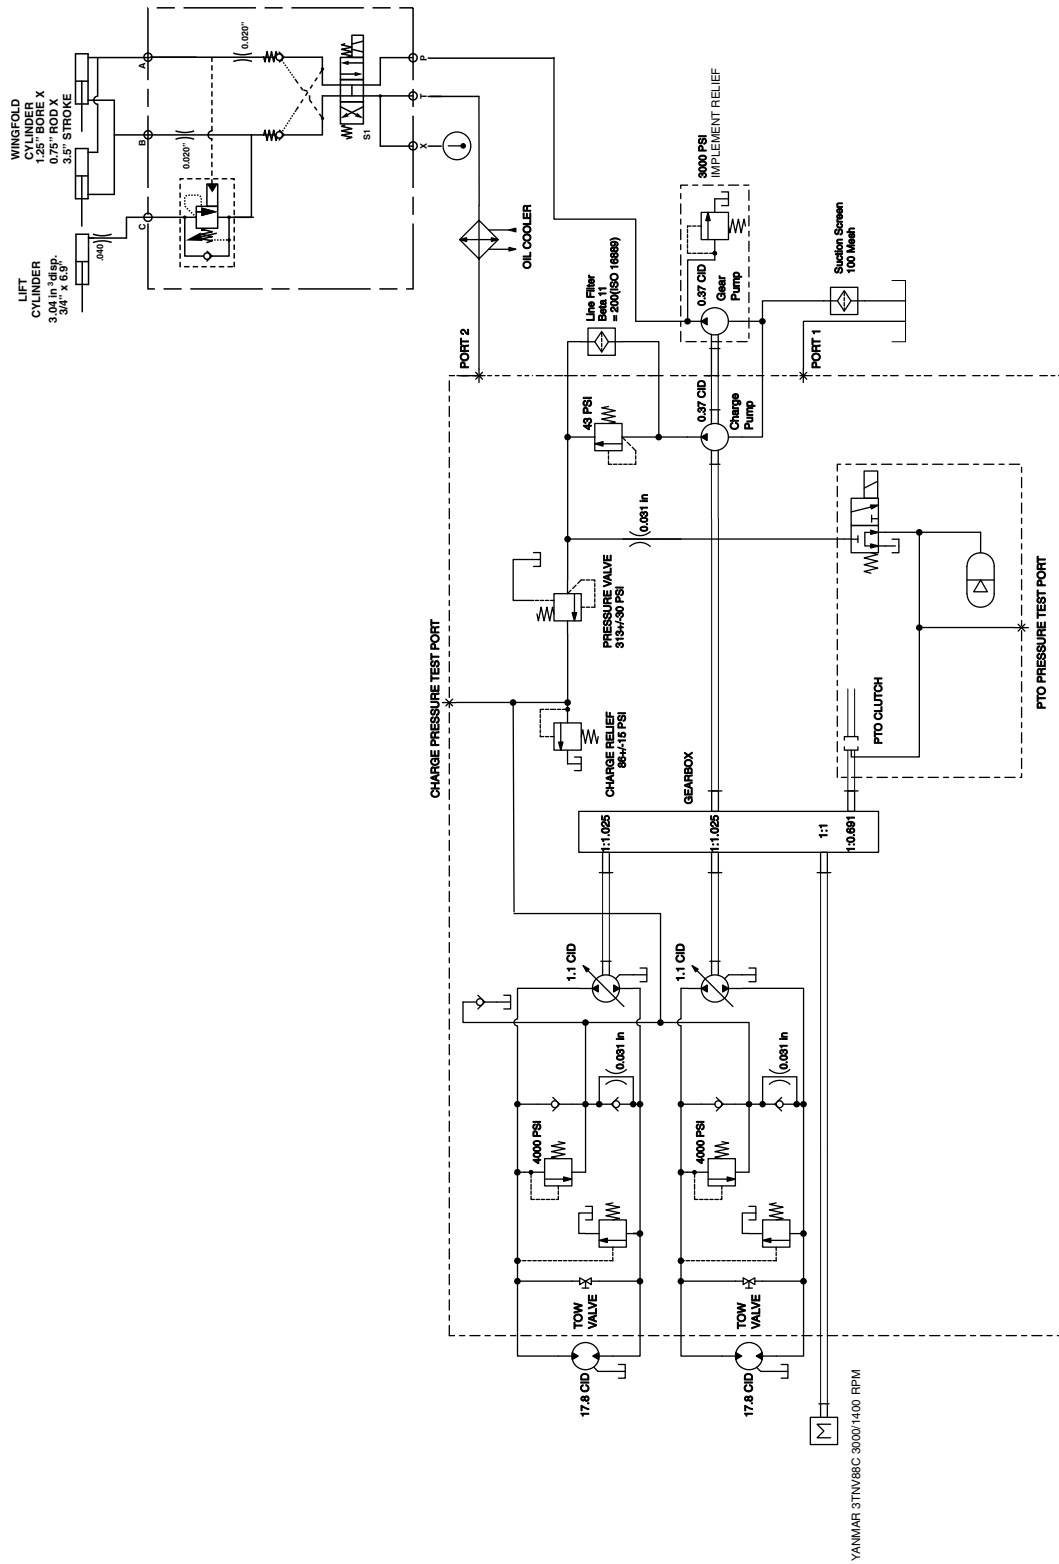 WINGFOLD
CYLINDER
1.25" BORE X
0.75" ROD X
3.5" STROKE
LIFT
CYLINDER
3.04 in³disp.
3/4" x 6.9"
.040
A
B
C
0.020"
0.020"
S1
P
T
X
OIL COOLER
3000 PSI
IMPLEMENT RELIEF
0.37 CID
Gear
Pump
Suction Screen
100 Mesh
Line Filter
Beta 11
= 200(ISO 16889)
PORT 2
PORT 1
43 PSI
0.37 CID
Charge
Pump
0.031 in
CHARGE PRESSURE TEST PORT
PRESSURE VALVE
313+/-30 PSI
CHARGE RELIEF
86+/-15 PSI
PTO CLUTCH
PTO PRESSURE TEST PORT
GEARBOX
1:1.025
1:1.025
1:1
1:0.691
1.1 CID
1.1 CID
0.031 in
0.031 in
4000 PSI
4000 PSI
TOW
VALVE
TOW
VALVE
17.8 CID
17.8 CID
M
YANMAR 3TNV88C 3000/1400 RPM